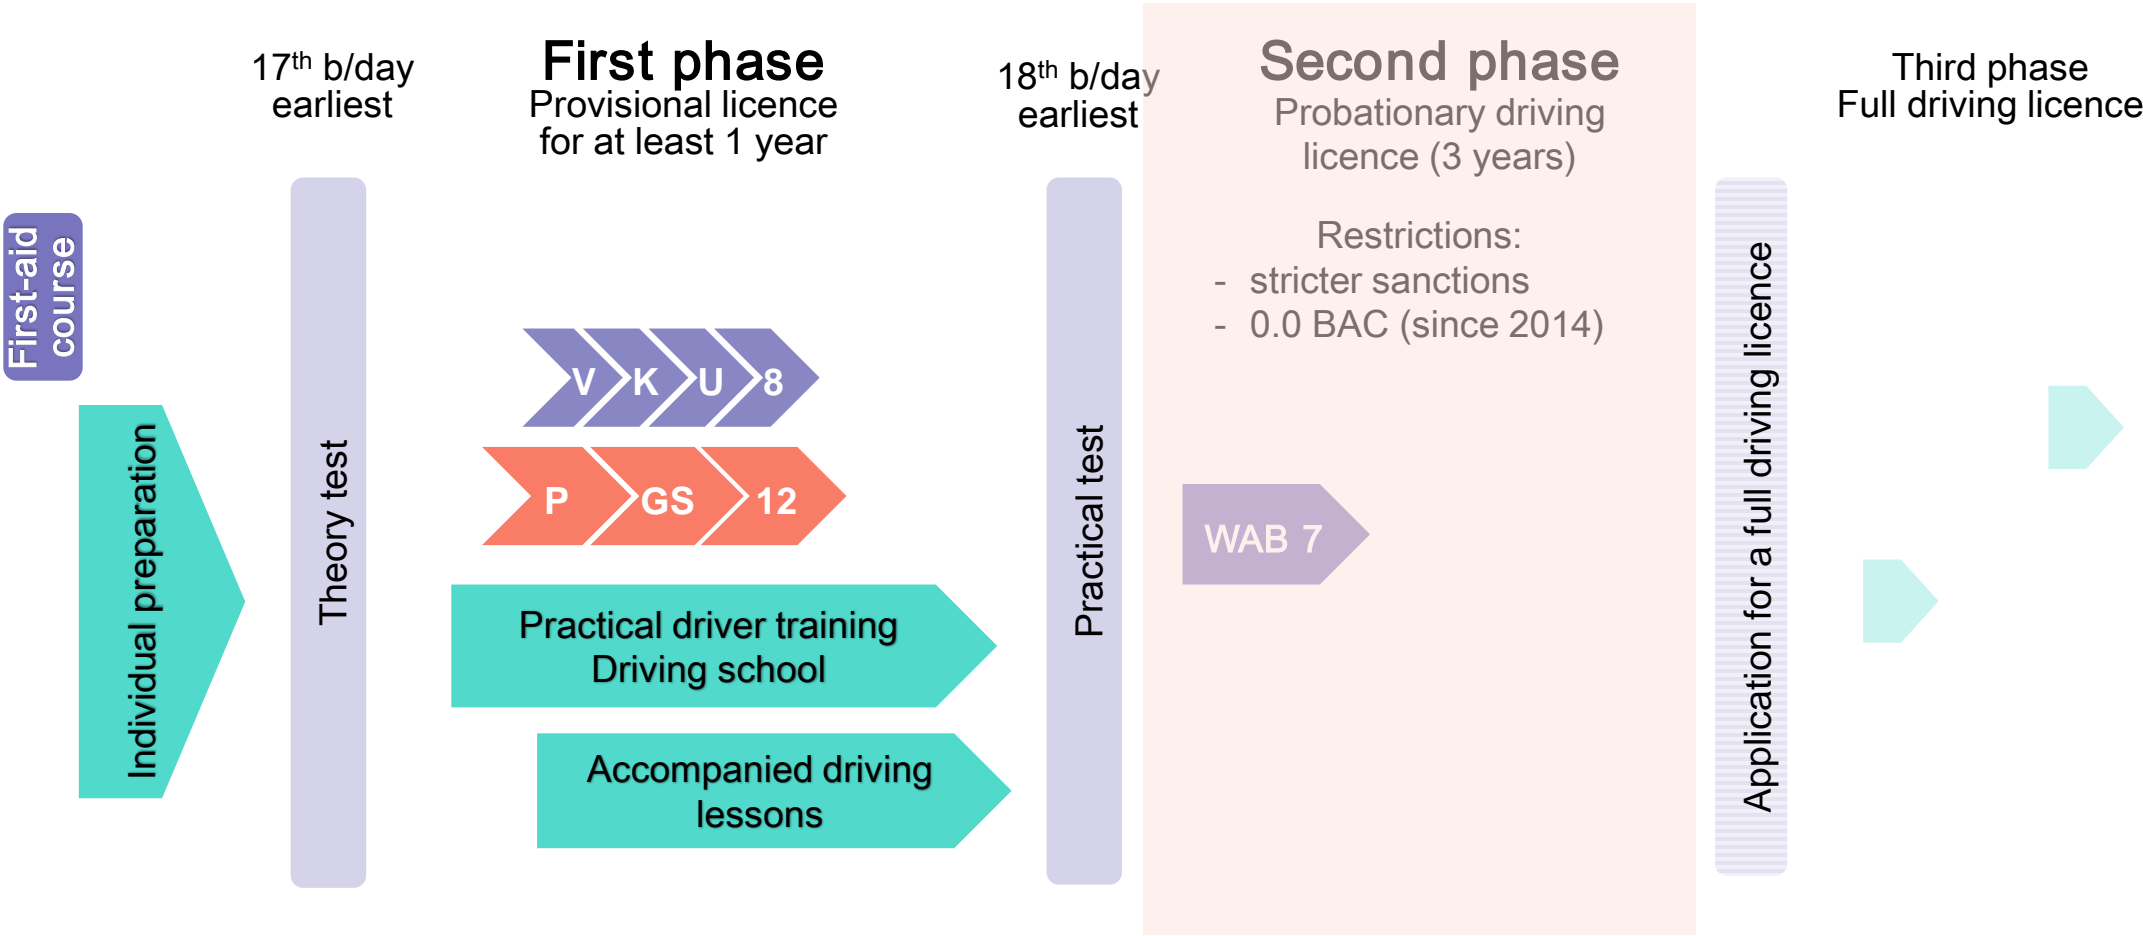 17th b/day
earliest
First phase
Provisional licence
for at least 1 year
18th b/day
earliest
Second phase
Probationary driving
licence (3 years)
Third phase
Full driving licence
First-aid
course
Individual preparation
Theory test
V K U 8
P GS 12
Practical driver training
Driving school
Accompanied driving
lessons
Practical test
Restrictions:
- stricter sanctions
- 0.0 BAC (since 2014)
WAB 7
Application for a full driving licence